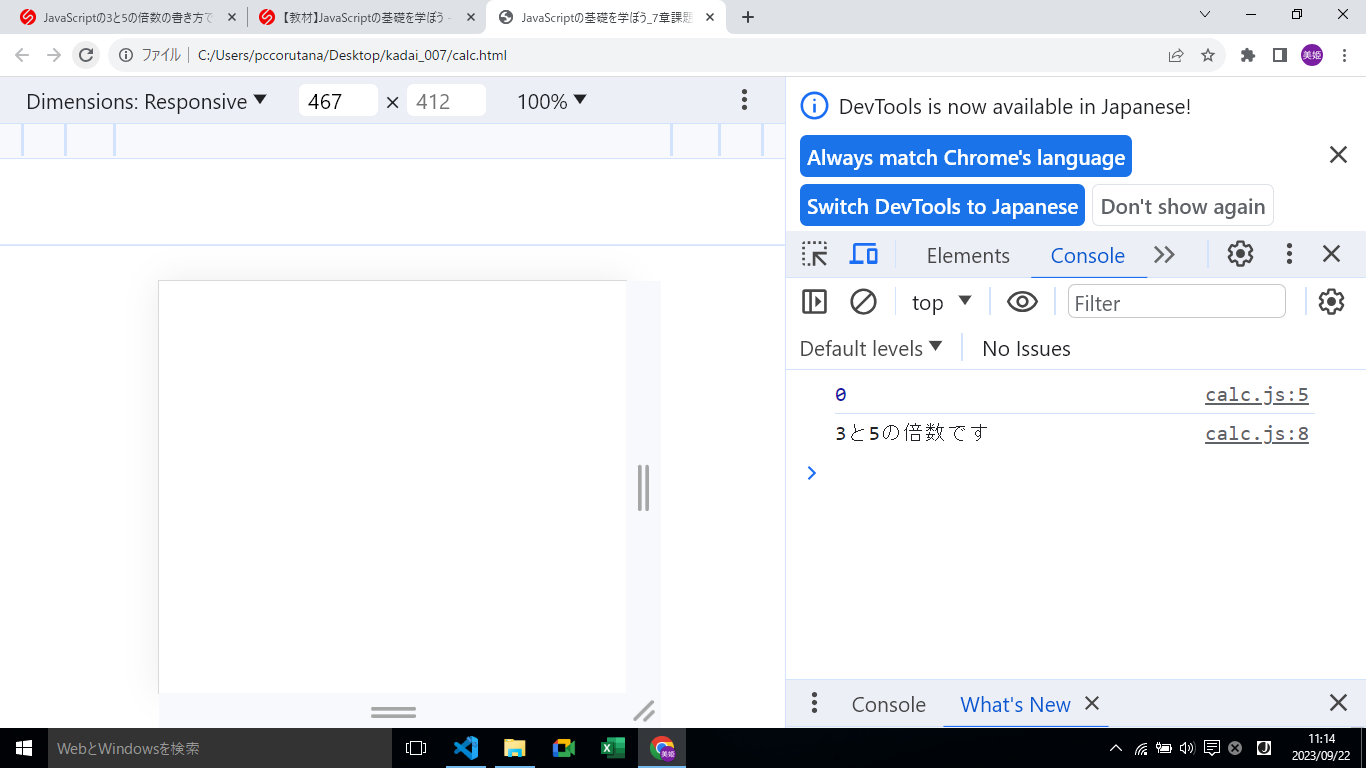 JavaScriptの3と5の倍数の書き方で
【教材】JavaScriptの基礎を学ぼう -
JavaScriptの基礎を学ぼう_7章課題
ファイル C:/Users/pccorutana/Desktop/kadai_007/calc.html
美姫
Dimensions: Responsive 467 × 412 100%
DevTools is now available in Japanese!
Always match Chrome's language
Switch DevTools to Japanese Don't show again
Elements Console
top Filter
Default levels No Issues
0 calc.js:5
3と5の倍数です calc.js:8
Console What's New
WebとWindowsを検索
美姫
11:14
2023/09/22